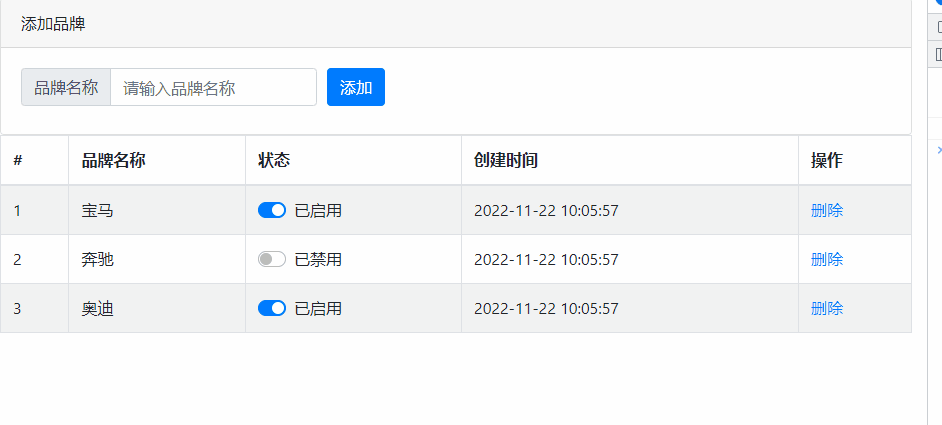 添加品牌
品牌名称 请输入品牌名称 添加
# 品牌名称 状态 创建时间 操作
1 宝马 已启用 2022-11-22 10:05:57 删除
2 奔驰 已禁用 2022-11-22 10:05:57 删除
3 奥迪 已启用 2022-11-22 10:05:57 删除